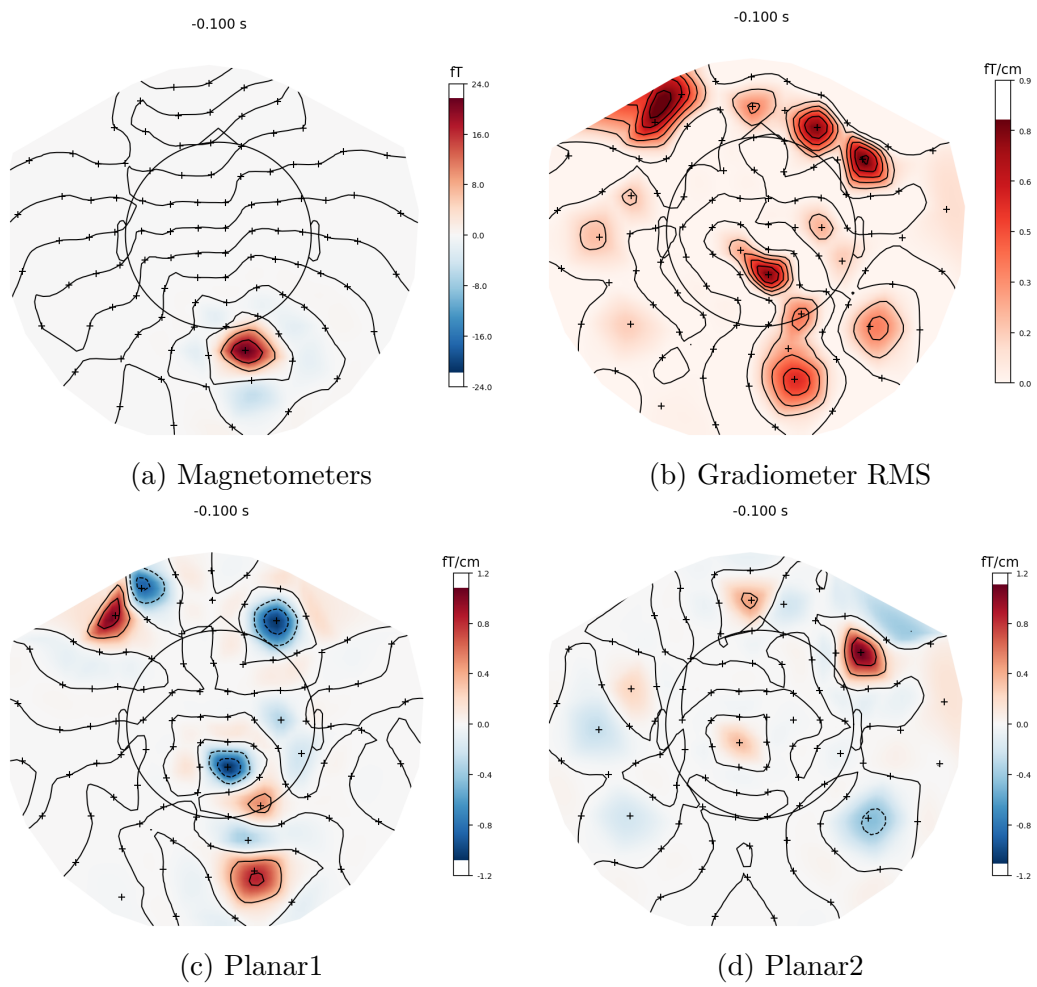 -0.100 s
-0.100 s
fT
24.0
16.0
8.0
0.0
-8.0
-16.0
-24.0
fT/cm
0.9
0.8
0.6
0.5
0.3
0.2
0.0
(a) Magnetometers
(b) Gradiometer RMS
-0.100 s
-0.100 s
fT/cm
1.2
0.8
0.4
0.0
-0.4
-0.8
-1.2
fT/cm
1.2
0.8
0.4
0.0
-0.4
-0.8
-1.2
(c) Planar1
(d) Planar2